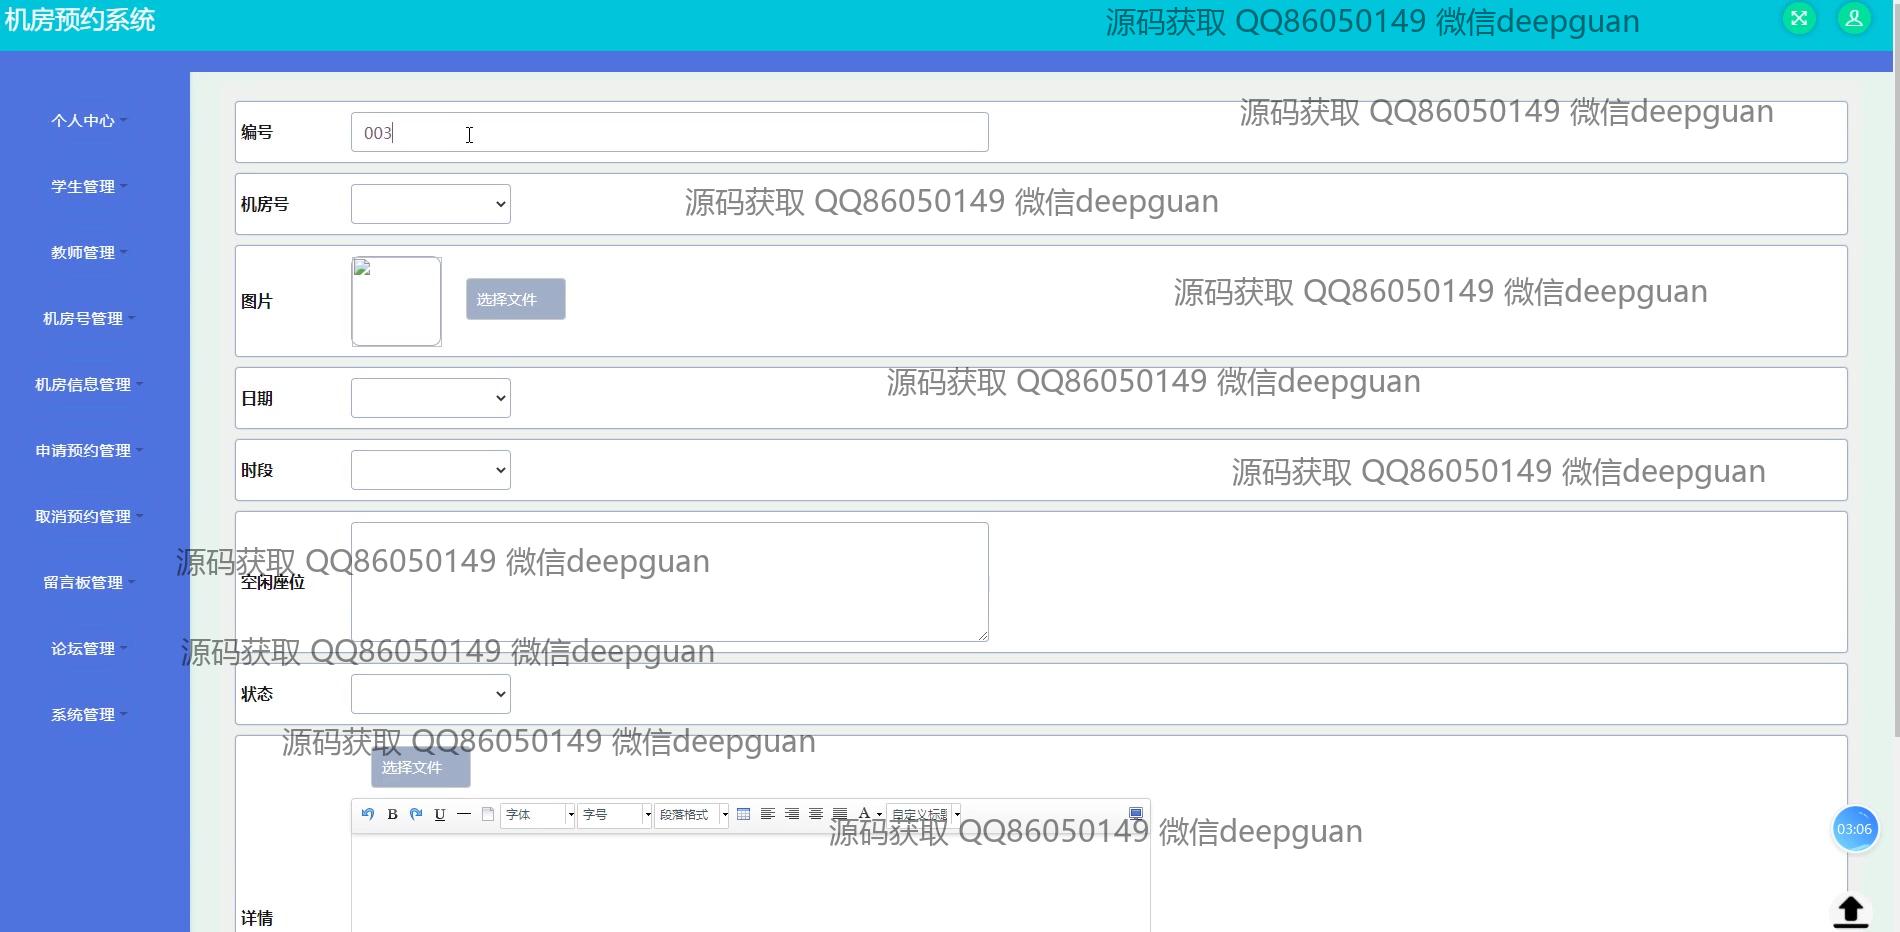 机房预约系统
源码获取 QQ86050149 微信deepguan
个人中心
学生管理
教师管理
机房号管理
机房信息管理
申请预约管理
取消预约管理
留言板管理
论坛管理
系统管理
源码获取 QQ86050149 微信deepguan
编号
003
机房号
源码获取 QQ86050149 微信deepguan
图片
选择文件
源码获取 QQ86050149 微信deepguan
日期
源码获取 QQ86050149 微信deepguan
时段
源码获取 QQ86050149 微信deepguan
源码获取 QQ86050149 微信deepguan
空闲座位
源码获取 QQ86050149 微信deepguan
状态
源码获取 QQ86050149 微信deepguan
选择文件
B U 字体 字号 段落格式 A 自定义标题
源码获取 QQ86050149 微信deepguan
03:06
详情